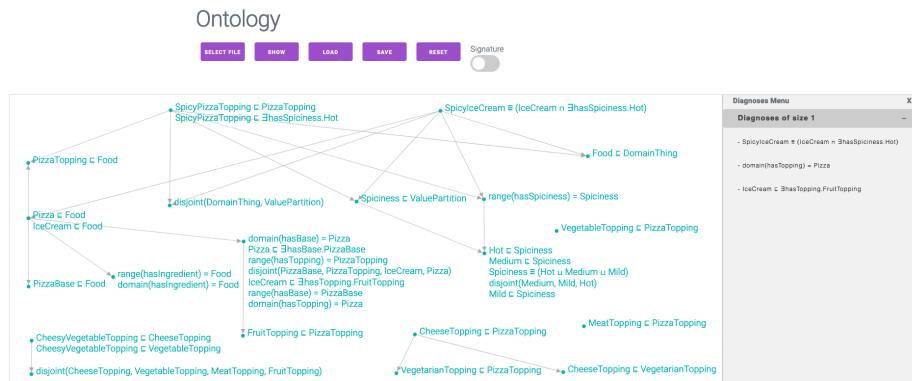 Ontology
SELECT FILE
SHOW
LOAD
SAVE
RESET
Signature
SpicyPizzaTopping ⊑ PizzaTopping
SpicyPizzaTopping ⊑ ∃hasSpiciness.Hot
SpicyIceCream ≡ (IceCream ⊓ ∃hasSpiciness.Hot)
PizzaTopping ⊑ Food
Food ⊑ DomainThing
disjoint(DomainThing, ValuePartition)
Spiciness ⊑ ValuePartition
range(hasSpiciness) = Spiciness
Pizza ⊑ Food
IceCream ⊑ Food
VegetableTopping ⊑ PizzaTopping
domain(hasBase) = Pizza
Pizza ⊑ ∃hasBase.PizzaBase
range(hasTopping) = PizzaTopping
disjoint(PizzaBase, PizzaTopping, IceCream, Pizza)
IceCream ⊑ ∃hasTopping.FruitTopping
range(hasBase) = PizzaBase
domain(hasTopping) = Pizza
Hot ⊑ Spiciness
Medium ⊑ Spiciness
Spiciness ≡ (Hot ⊔ Medium ⊔ Mild)
disjoint(Medium, Mild, Hot)
Mild ⊑ Spiciness
PizzaBase ⊑ Food
range(hasIngredient) = Food
domain(hasIngredient) = Food
FruitTopping ⊑ PizzaTopping
CheeseTopping ⊑ PizzaTopping
MeatTopping ⊑ PizzaTopping
CheesyVegetableTopping ⊑ CheeseTopping
CheesyVegetableTopping ⊑ VegetableTopping
disjoint(CheeseTopping, VegetableTopping, MeatTopping, FruitTopping)
VegetarianTopping ⊑ PizzaTopping
CheeseTopping ⊑ VegetarianTopping
Diagnoses Menu X
Diagnoses of size 1 –
- SpicyIceCream ≡ (IceCream ⊓ ∃hasSpiciness.Hot)
- domain(hasTopping) = Pizza
- IceCream ⊑ ∃hasTopping.FruitTopping